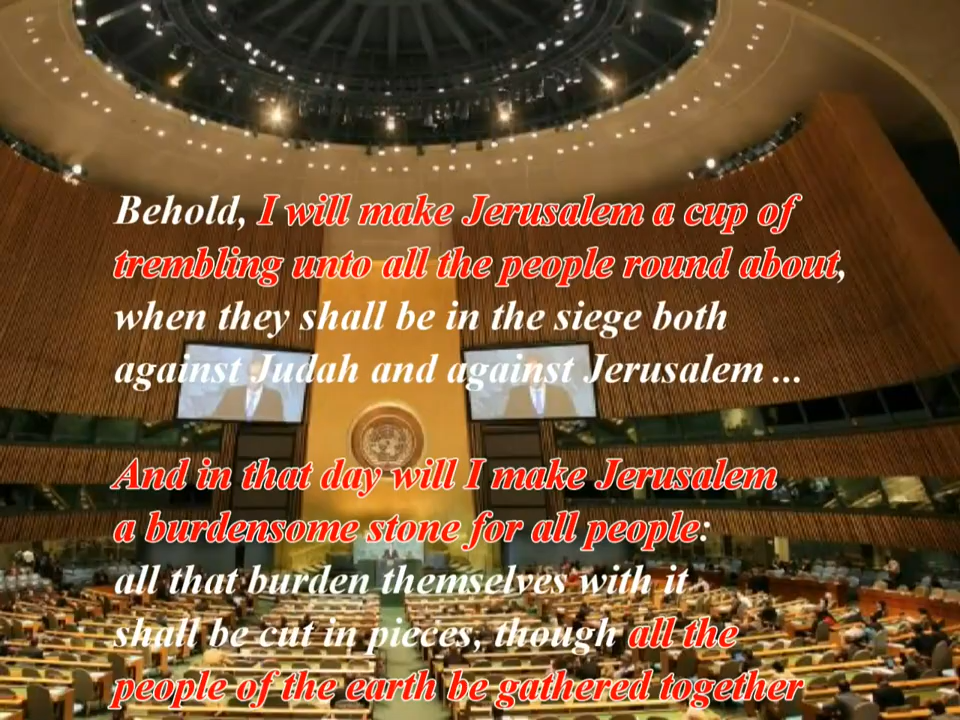 Behold, I will make Jerusalem a cup of
trembling unto all the people round about,
when they shall be in the siege both
against Judah and against Jerusalem ...
And in that day will I make Jerusalem
a burdensome stone for all people:
all that burden themselves with it
shall be cut in pieces, though all the
people of the earth be gathered together